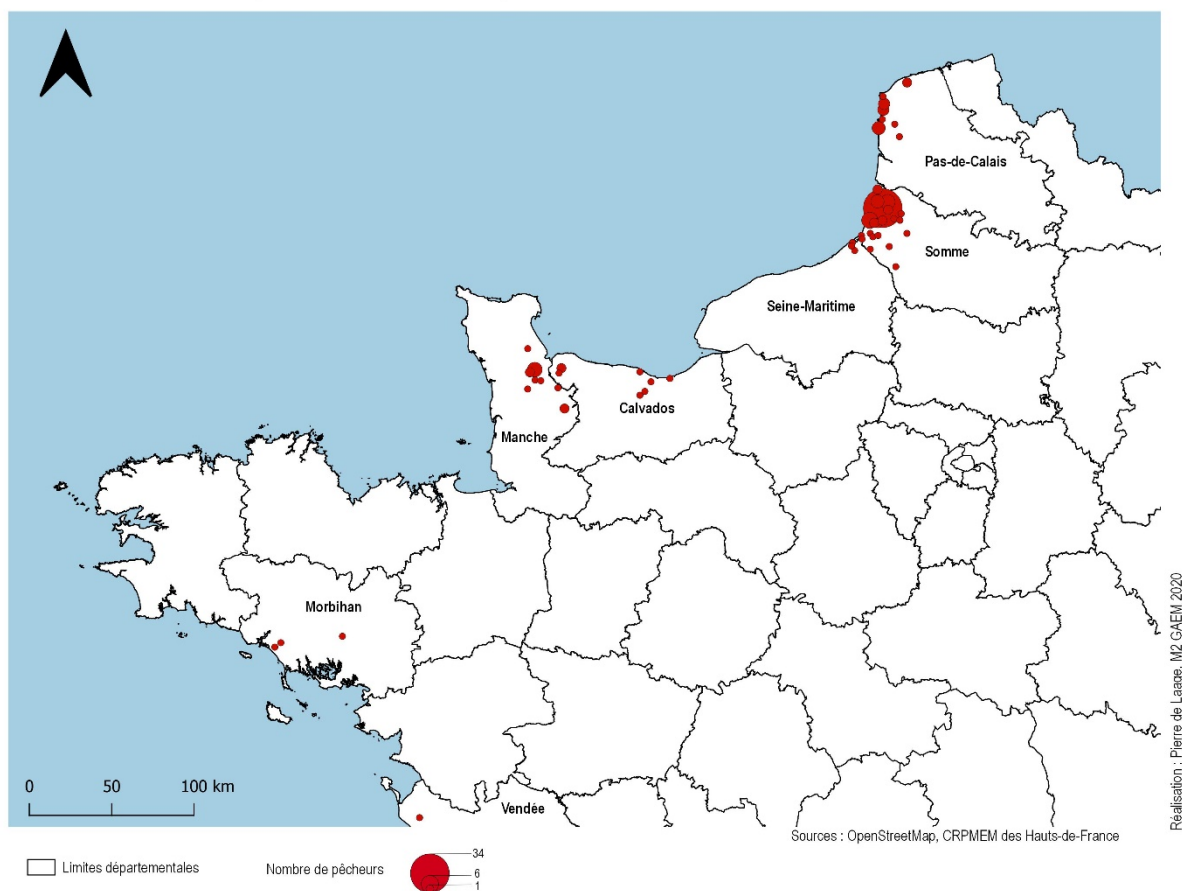 Pas-de-Calais
Somme
Seine-Maritime
Calvados
Manche
Morbihan
Vendée
0 50 100 km
Réalisation : Pierre de Laage. M2 GAEM 2020
Sources : OpenStreetMap, CRPMEM des Hauts-de-France
Limites départementales
Nombre de pêcheurs
34
6
1